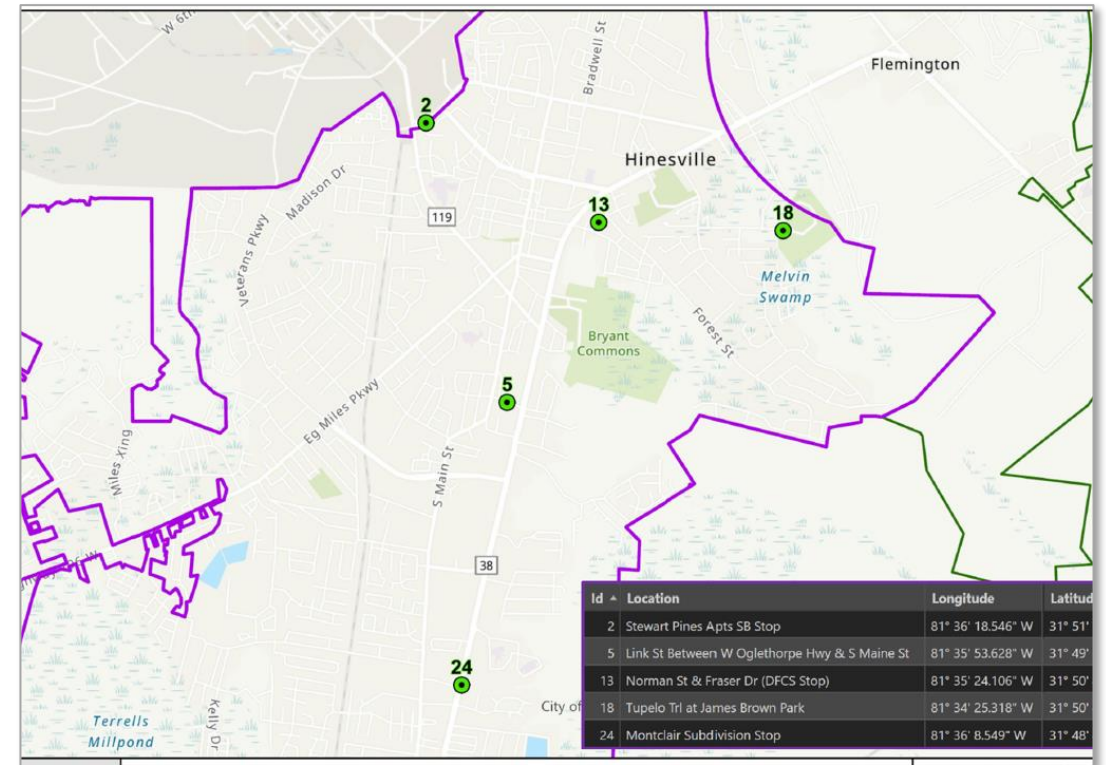 W 6th
Bradwell St
Flemington
2
Hinesville
Madison Dr
13
18
119
Veterans Pkwy
Melvin
Swamp
Forest St
Bryant
Commons
5
Eg Miles Pkwy
Miles Xing
S Main St
38
W
24
City of
Kelly Dr
Terrells
Millpond
Id Location Longitude Latitud
2 Stewart Pines Apts SB Stop 81° 36' 18.546" W 31° 51'
5 Link St Between W Oglethorpe Hwy & S Maine St 81° 35' 53.628" W 31° 49'
13 Norman St & Fraser Dr (DFCS Stop) 81° 35' 24.106" W 31° 50'
18 Tupelo Trl at James Brown Park 81° 34' 25.318" W 31° 50'
24 Montclair Subdivision Stop 81° 36' 8.549" W 31° 48'